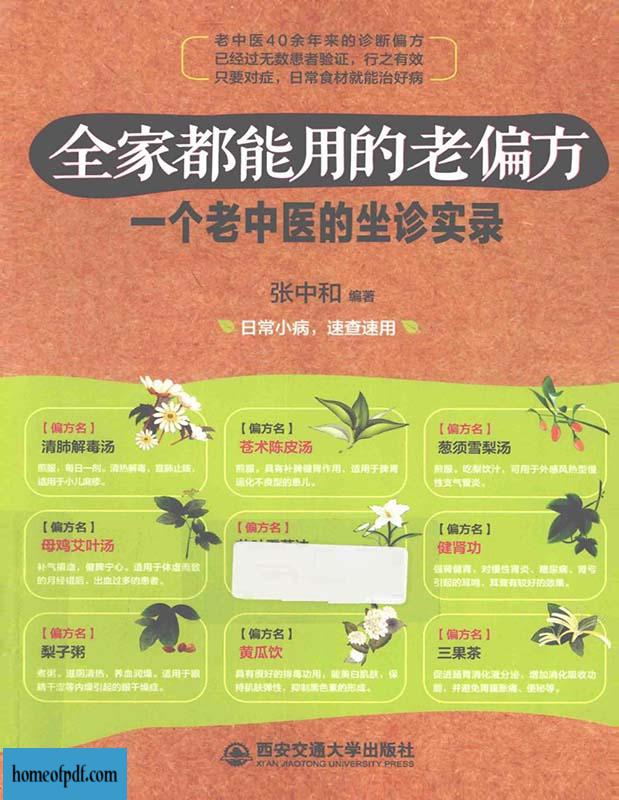 老中医40余年来的诊断偏方
已经过无数患者验证，行之有效
只要对症，日常食材就能治好病
全家都能用的老偏方
一个老中医的坐诊实录
张中和 编著
日常小病，速查速用
【偏方名】
清肺解毒汤
煎服，每日一剂。清热解毒，宣肺止咳，
适用于小儿麻疹。
【偏方名】
苍术陈皮汤
煎服。具有补脾健胃作用，适用于脾胃
运化不良型的患儿。
【偏方名】
葱须雪梨汤
煎服。吃梨饮汁，可用于外感风热型慢
性支气管炎。
【偏方名】
母鸡艾叶汤
补气摄血，健脾宁心。适用于体虚而致
的月经错后、出血过多的患者。
【偏方名】
【偏方名】
健肾功
强肾健肾，对慢性肾炎、糖尿病、肾亏
引起的耳鸣、耳聋有较好的效果。
【偏方名】
梨子粥
煮粥。滋阴清热，养血润燥。适用于眼
睛干涩等内燥引起的眼干燥症。
【偏方名】
黄瓜饮
具有很好的排毒功用，能美白肌肤，保
持肌肤弹性，抑制黑色素的形成。
【偏方名】
三果茶
促进肠胃消化液分泌，增加消化吸收功
能，并避免胃腹胀痛、便秘等。
西安交通大学出版社
XI'AN JIAOTONG UNIVERSITY PRESS
homeofpdf.com